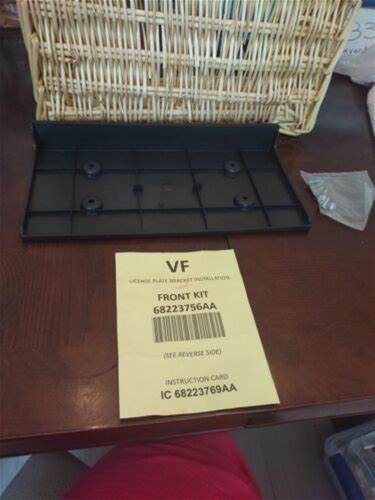 VF
LICENSE PLATE BRACKET INSTALLATION
FRONT KIT
68223756AA
(SEE REVERSE SIDE)
INSTRUCTION CARD
IC 68223769AA